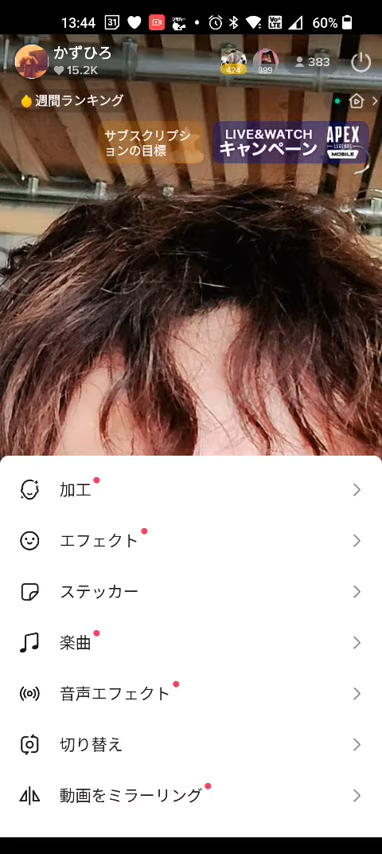 13:44 31 60%
かずひろ
15.2K
424 989 383
週間ランキング
サブスクリプシ
ョンの目標
LIVE&WATCH
キャンペーン
APEX
LEGENDS
MOBILE
加工
エフェクト
ステッカー
楽曲
音声エフェクト
切り替え
動画をミラーリング